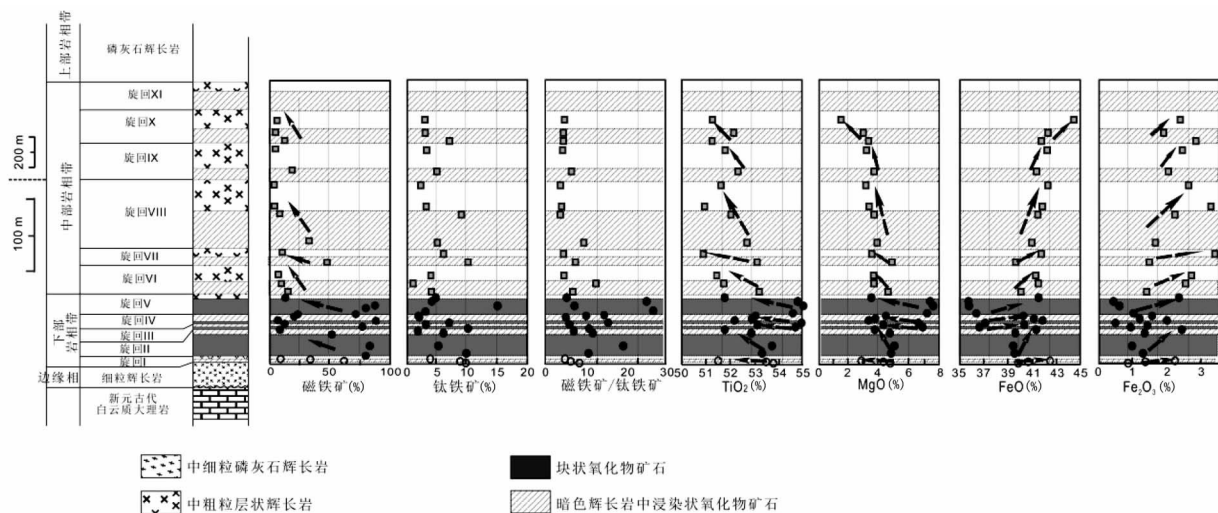 上部岩相带
磷灰石辉长岩
中部岩相带
旋回XI
旋回X
旋回IX
旋回VIII
旋回VII
旋回VI
下部岩相带
旋回V
旋回IV
旋回III
旋回II
旋回I
边缘相
细粒辉长岩
新元古代
白云质大理岩
200 m
100 m
0 50 100
磁铁矿(%)
0 5 10 15 20
钛铁矿(%)
0 10 20 30
磁铁矿/钛铁矿
50 51 52 53 54 55
TiO2(%)
0 2 4 6 8
MgO (%)
35 37 39 41 43 45
FeO (%)
0 1 2 3
Fe2O3(%)
中细粒磷灰石辉长岩
块状氧化物矿石
中粗粒层状辉长岩
暗色辉长岩中浸染状氧化物矿石